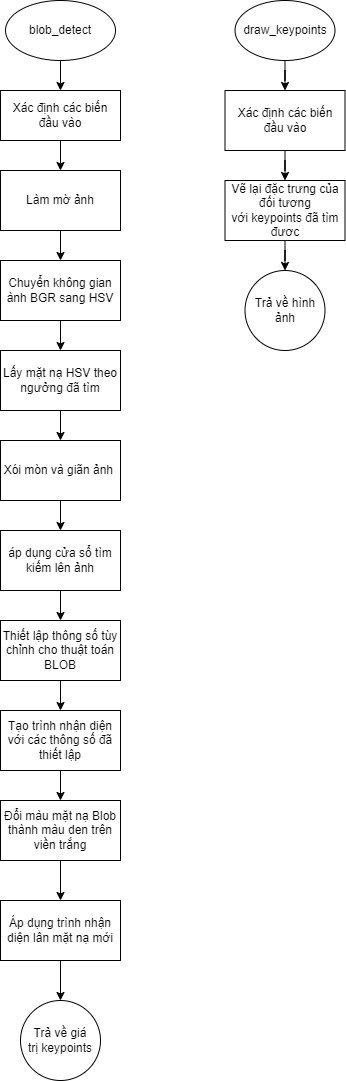 blob_detect
Xác định các biến
đầu vào
Làm mờ ảnh
Chuyển không gian
ảnh BGR sang HSV
Lấy mặt nạ HSV theo
ngưởng đã tìm
Xói mòn và giãn ảnh
áp dụng cửa sổ tìm
kiếm lên ảnh
Thiết lập thông số tùy
chỉnh cho thuật toán
BLOB
Tạo trình nhận diện
với các thông số đã
thiết lập
Đổi màu mặt nạ Blob
thành màu den trên
viền trắng
Áp dụng trình nhận
diện lân mặt nạ mới
Trả về giá
trị keypoints
draw_keypoints
Xác định các biến
đầu vào
Vẽ lại đặc trưng của
đối tương
với keypoints đã tìm
được
Trả về hình
ảnh